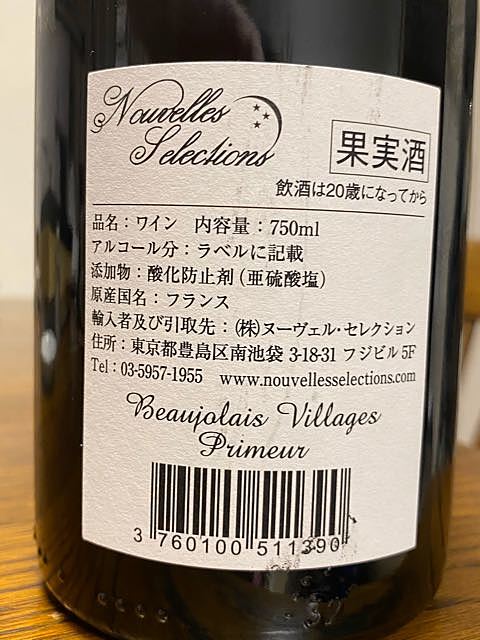 Nouvelles
Selections
果実酒
飲酒は20歳になってから
品名：ワイン　内容量：750ml
アルコール分：ラベルに記載
添加物：酸化防止剤（亜硫酸塩）
原産国名：フランス
輸入者及び引取先：（株）ヌーヴェル・セレクション
住所：東京都豊島区南池袋 3-18-31 フジビル 5F
Tel：03-5957-1955　www.nouvellesselections.com
Beaujolais Villages
Primeur
3 760100 511390